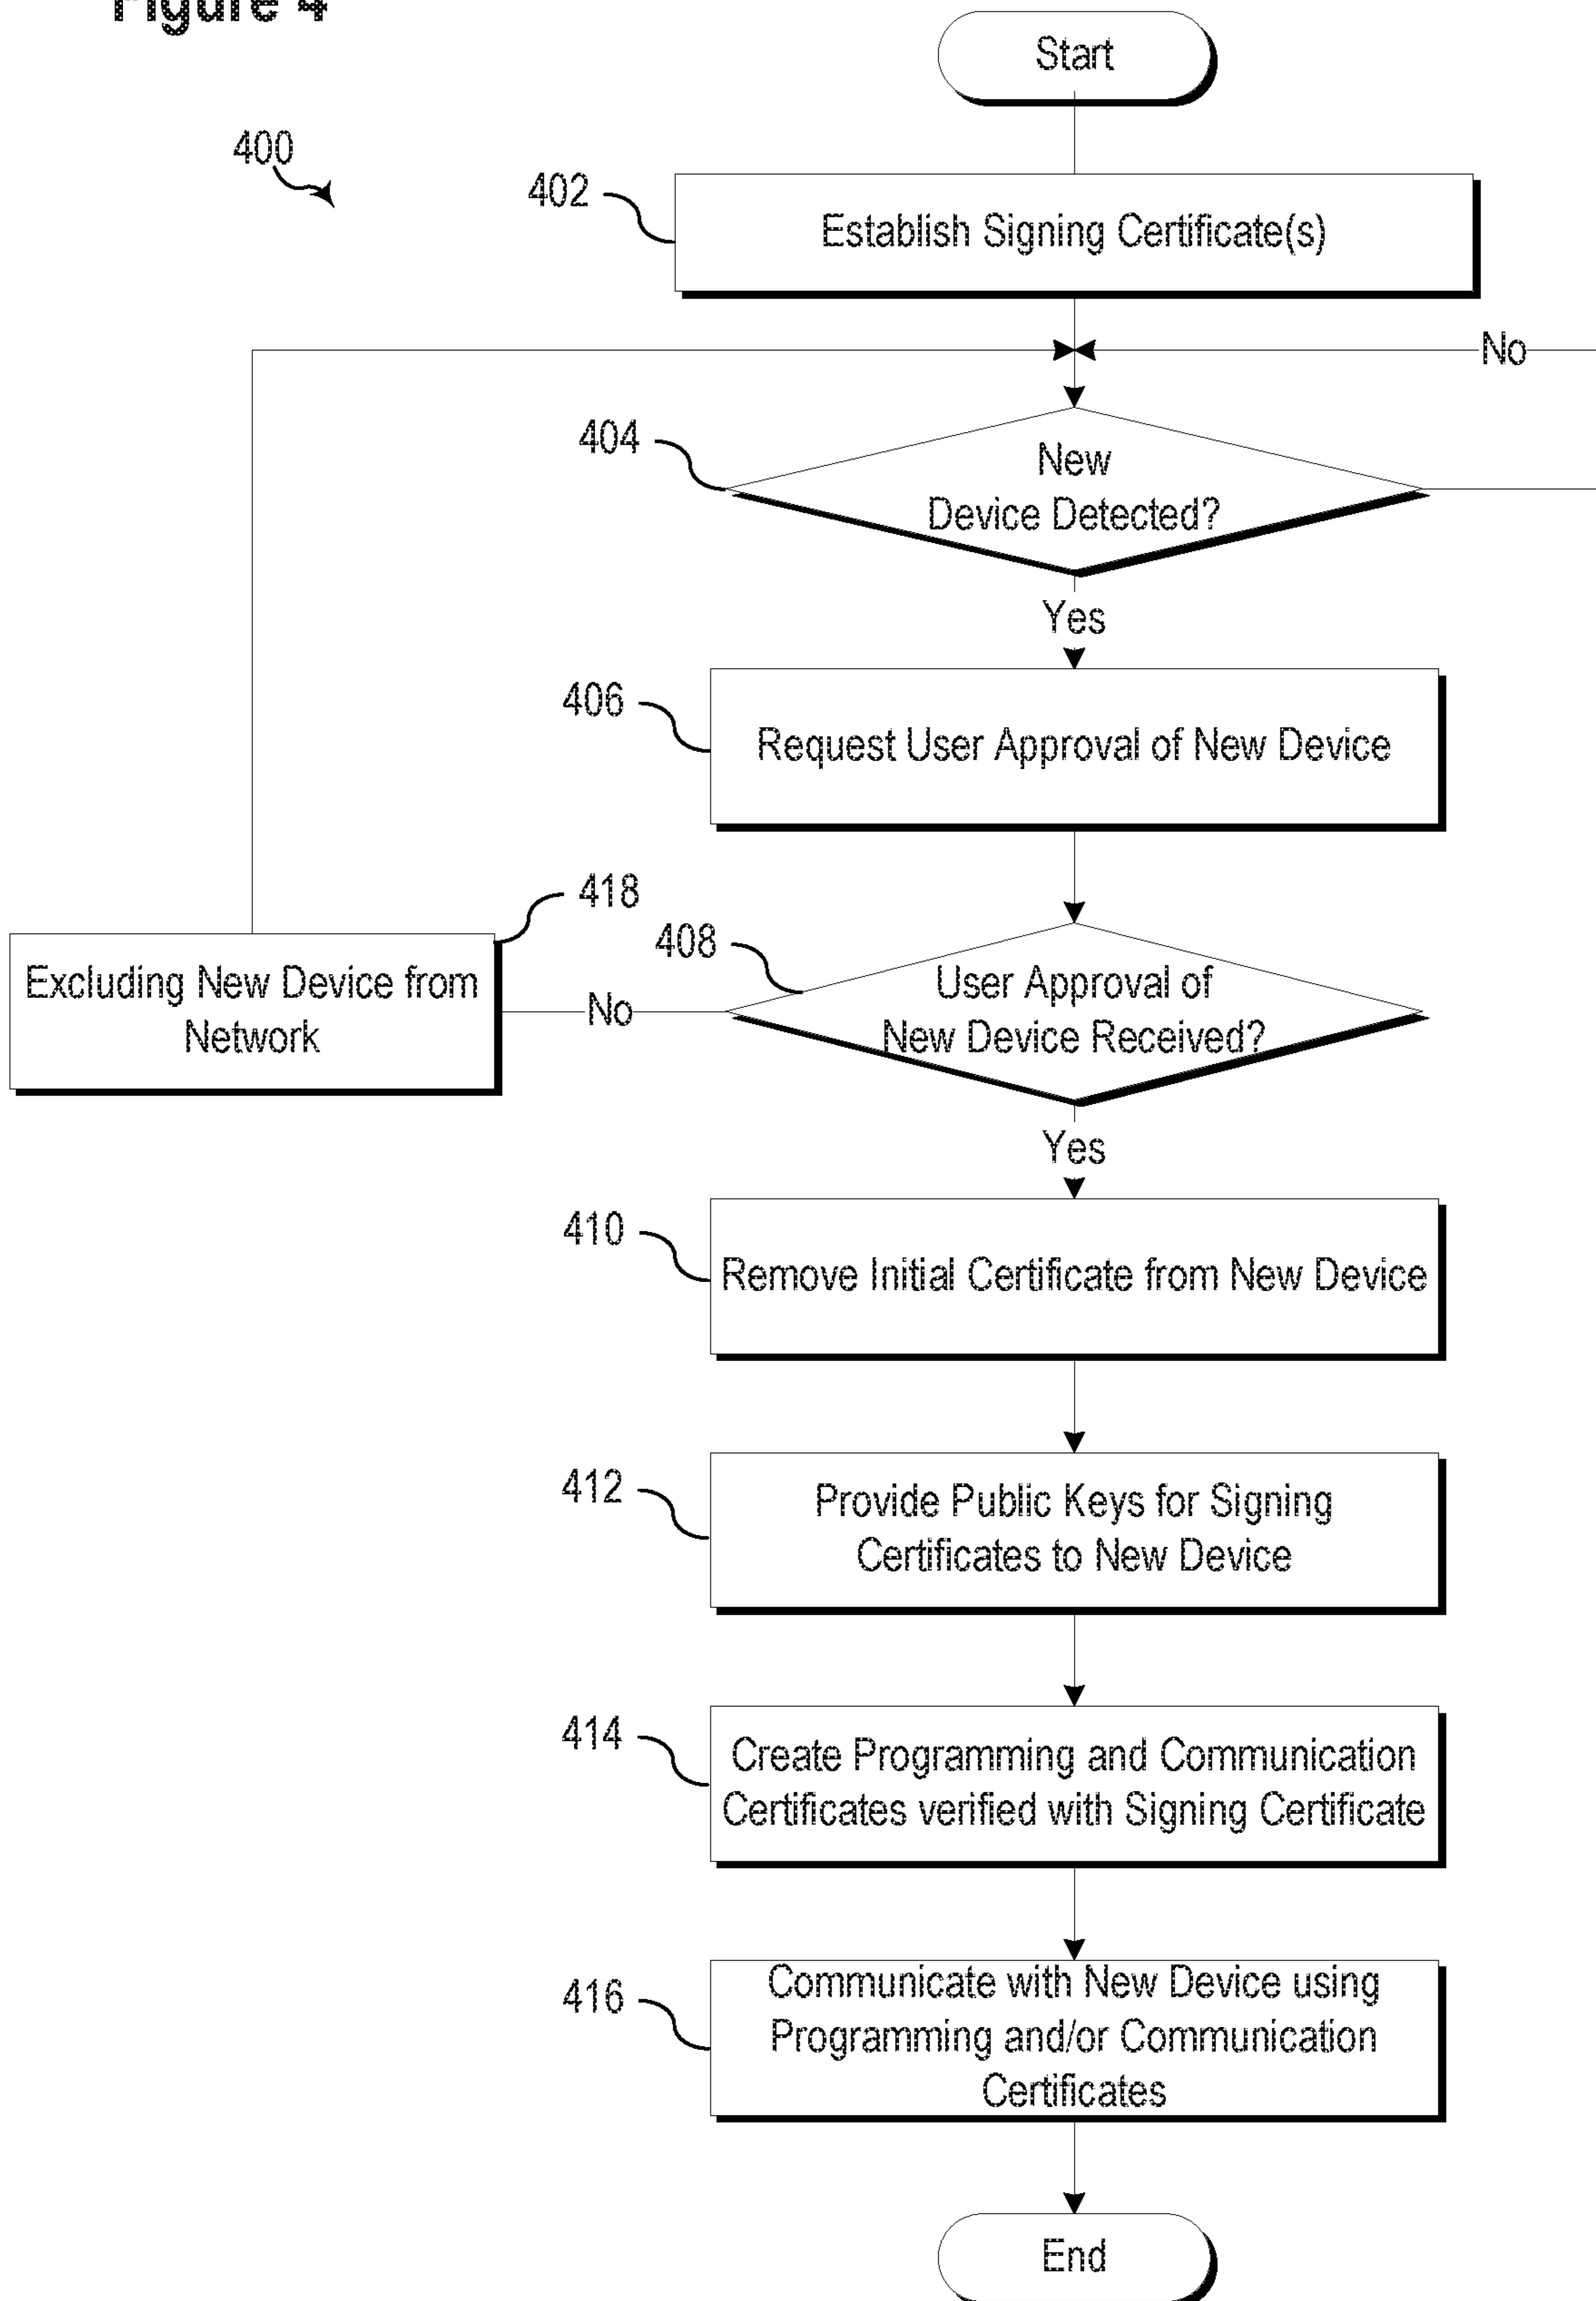 Figure 4
Start
400
402
Establish Signing Certificate(s)
No
404
New
Device Detected?
Yes
406
Request User Approval of New Device
418
408
Excluding New Device from
Network
No
User Approval of
New Device Received?
Yes
410
Remove Initial Certificate from New Device
412
Provide Public Keys for Signing
Certificates to New Device
414
Create Programming and Communication
Certificates verified with Signing Certificate
416
Communicate with New Device using
Programming and/or Communication
Certificates
End